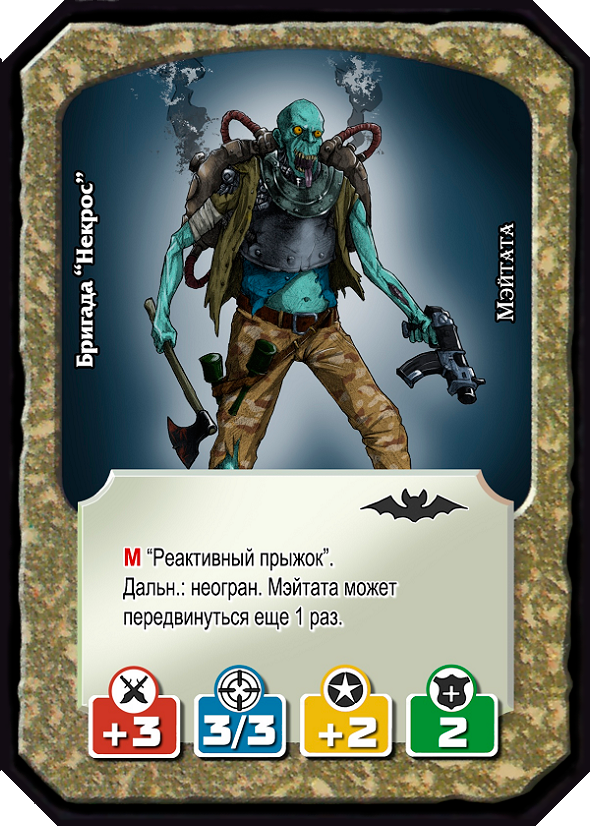 Бригада “Некрос”
Мэйтата
М “Реактивный прыжок”.
Дальн.: неогран. Мэйтата может
передвинуться еще 1 раз.
+3
3/3
+2
2